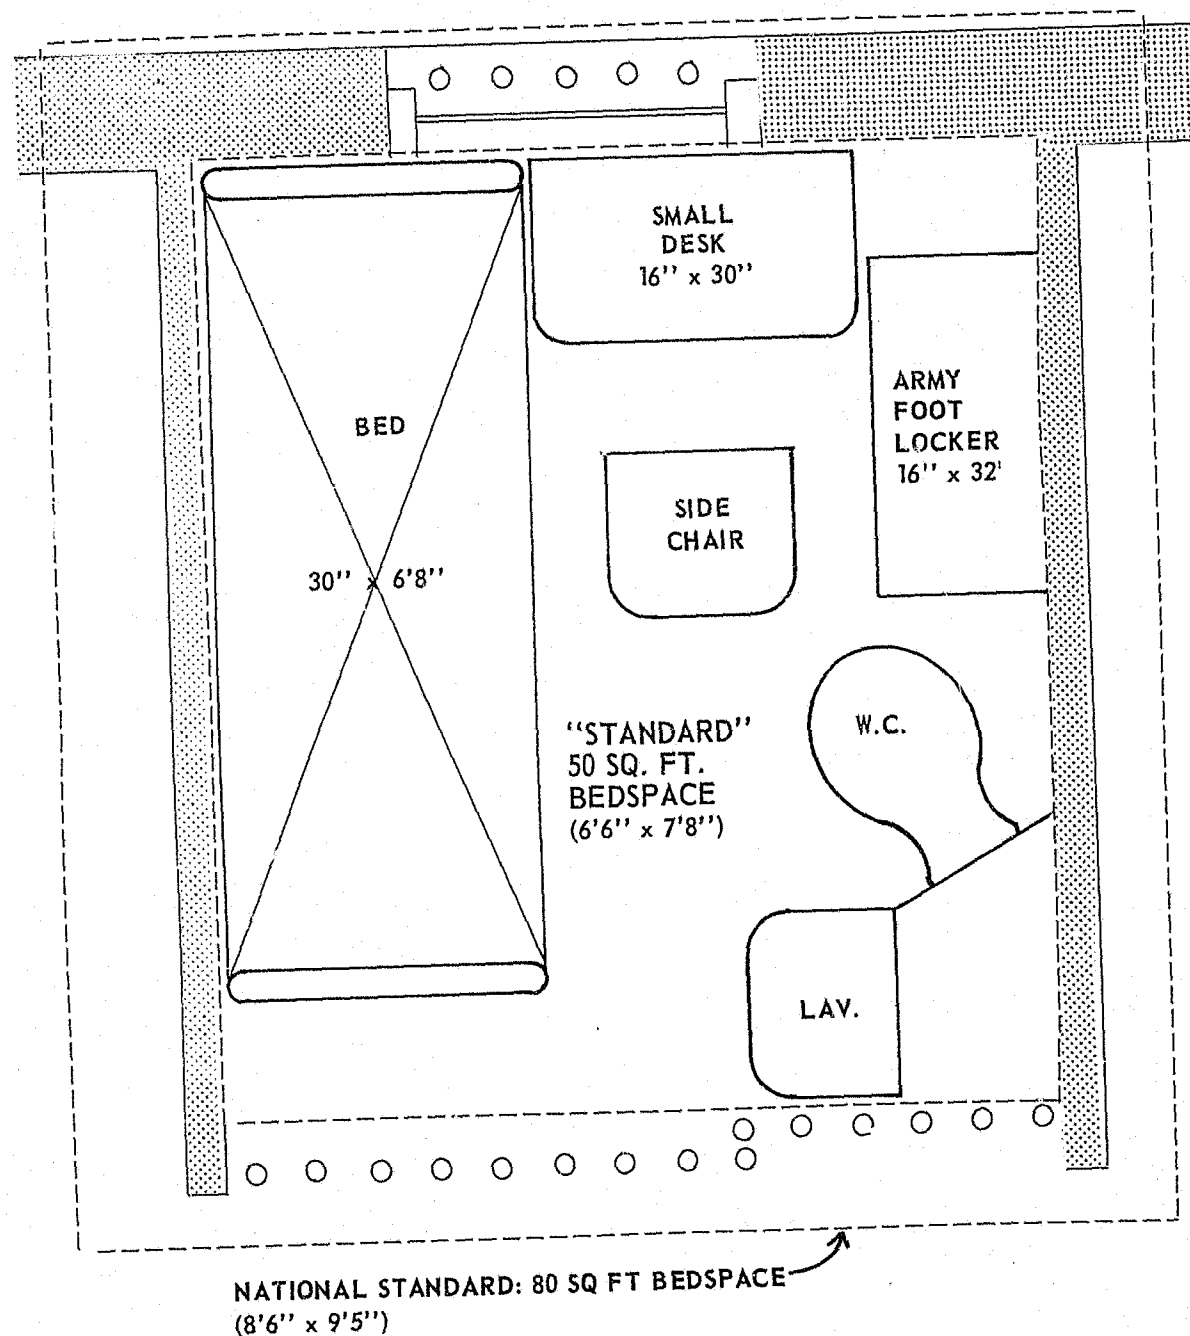 SMALL
DESK
16'' x 30''
ARMY
FOOT
LOCKER
16'' x 32'
BED
SIDE
CHAIR
30'' x 6'8''
"STANDARD"
50 SQ. FT.
BEDSPACE
(6'6'' x 7'8'')
W.C.
LAV.
NATIONAL STANDARD: 80 SQ FT BEDSPACE
(8'6'' x 9'5'')